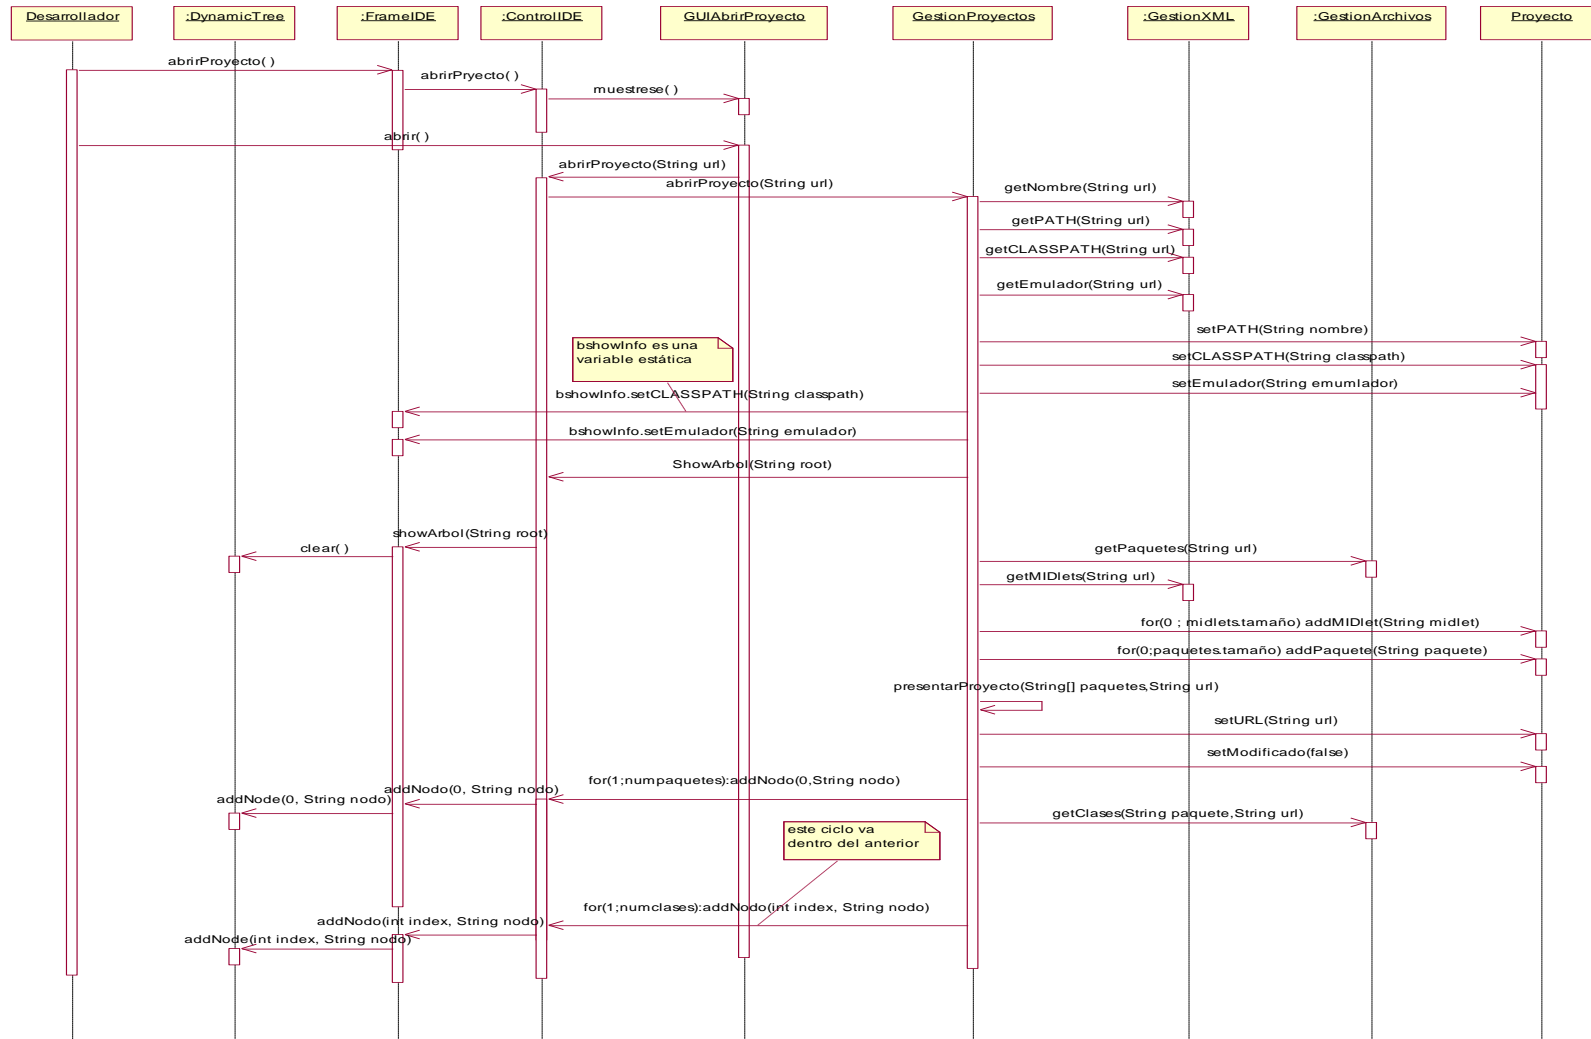 Desarrollador
:DynamicTree
:FrameIDE
:ControlIDE
GUIAbrirProyecto
GestionProyectos
:GestionXML
:GestionArchivos
Proyecto
abrirProyecto( )
abrirPryecto( )
muestrese( )
abrir( )
abrirProyecto(String url)
abrirProyecto(String url)
getNombre(String url)
getPATH(String url)
getCLASSPATH(String url)
getEmulador(String url)
setPATH(String nombre)
bshowInfo es una
variable estática
setCLASSPATH(String classpath)
setEmulador(String emumlador)
bshowInfo.setCLASSPATH(String classpath)
bshowInfo.setEmulador(String emulador)
ShowArbol(String root)
showArbol(String root)
clear( )
getPaquetes(String url)
getMIDlets(String url)
for(0 ; midlets.tamaño) addMIDlet(String midlet)
for(0;paquetes.tamaño) addPaquete(String paquete)
presentarProyecto(String[] paquetes,String url)
setURL(String url)
setModificado(false)
for(1;numpaquetes):addNodo(0,String nodo)
addNodo(0, String nodo)
addNode(0, String nodo)
getClases(String paquete,String url)
este ciclo va
dentro del anterior
for(1;numclases):addNodo(int index, String nodo)
addNodo(int index, String nodo)
addNode(int index, String nodo)